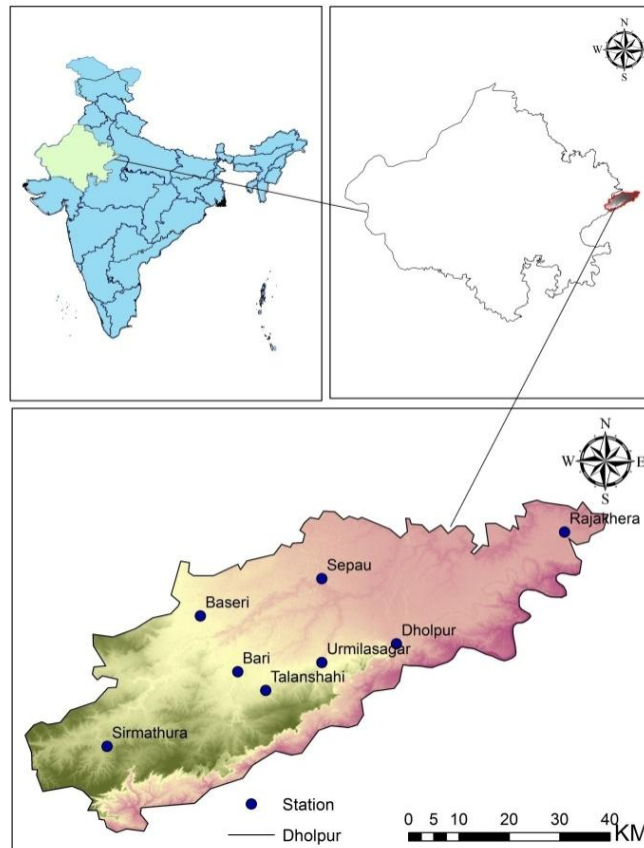 N
W
S
N
W E
S
Rajakhera
Sepau
Baseri
Dholpur
Urmilasagar
Bari
Talanshahi
Sirmathura
Station
Dholpur
0 5 10 20 30 40
KM